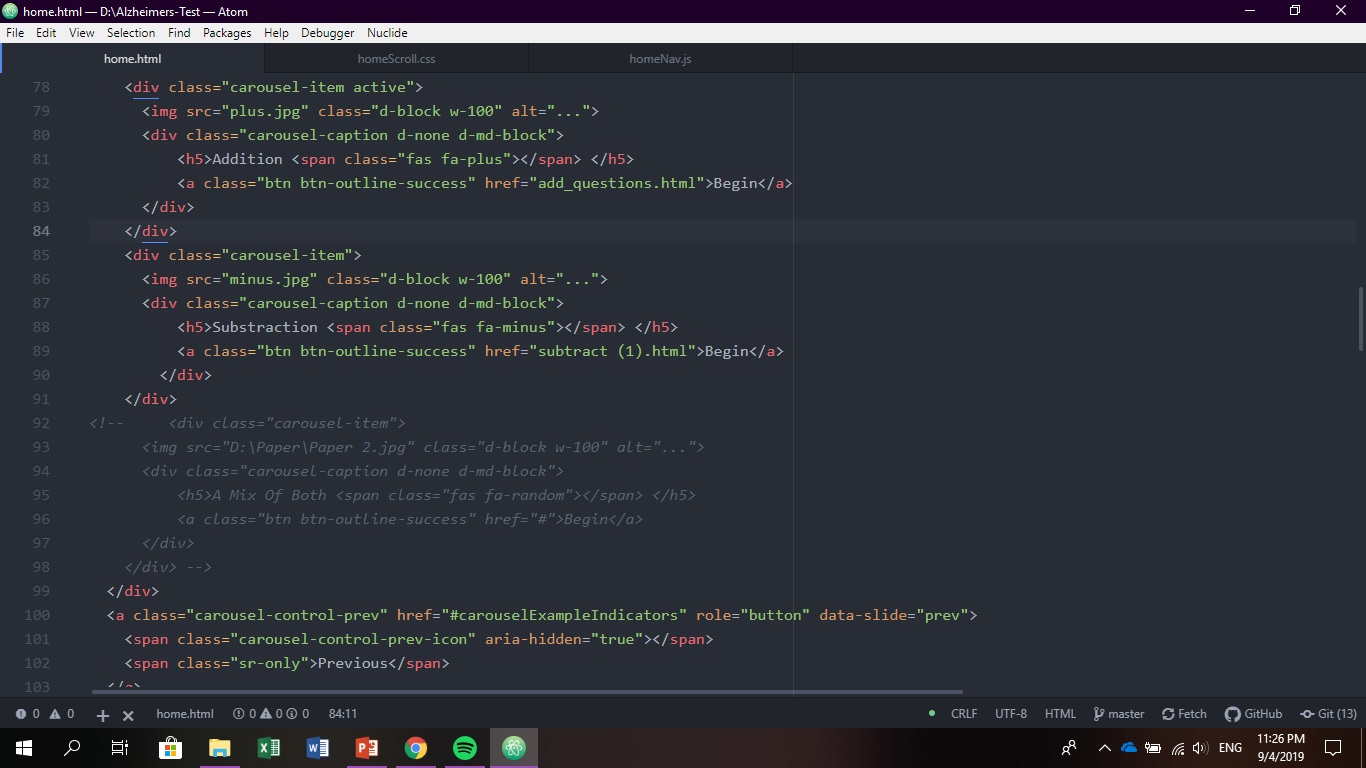 home.html — D:\Alzheimers-Test — Atom
File Edit View Selection Find Packages Help Debugger Nuclide
home.html homeScroll.css homeNav.js
78 <div class="carousel-item active">
79 <img src="plus.jpg" class="d-block w-100" alt="...">
80 <div class="carousel-caption d-none d-md-block">
81 <h5>Addition <span class="fas fa-plus"></span> </h5>
82 <a class="btn btn-outline-success" href="add_questions.html">Begin</a>
83 </div>
84 </div>
85 <div class="carousel-item">
86 <img src="minus.jpg" class="d-block w-100" alt="...">
87 <div class="carousel-caption d-none d-md-block">
88 <h5>Substraction <span class="fas fa-minus"></span> </h5>
89 <a class="btn btn-outline-success" href="subtract (1).html">Begin</a>
90 </div>
91 </div>
92 <!-- <div class="carousel-item">
93 <img src="D:\Paper\Paper 2.jpg" class="d-block w-100" alt="...">
94 <div class="carousel-caption d-none d-md-block">
95 <h5>A Mix Of Both <span class="fas fa-random"></span> </h5>
96 <a class="btn btn-outline-success" href="#">Begin</a>
97 </div>
98 </div> -->
99 </div>
100 <a class="carousel-control-prev" href="#carouselExampleIndicators" role="button" data-slide="prev">
101 <span class="carousel-control-prev-icon" aria-hidden="true"></span>
102 <span class="sr-only">Previous</span>
103 </a>
0 0 home.html 0 0 0 84:11 CRLF UTF-8 HTML master Fetch GitHub Git (13)
ENG 11:26 PM
9/4/2019